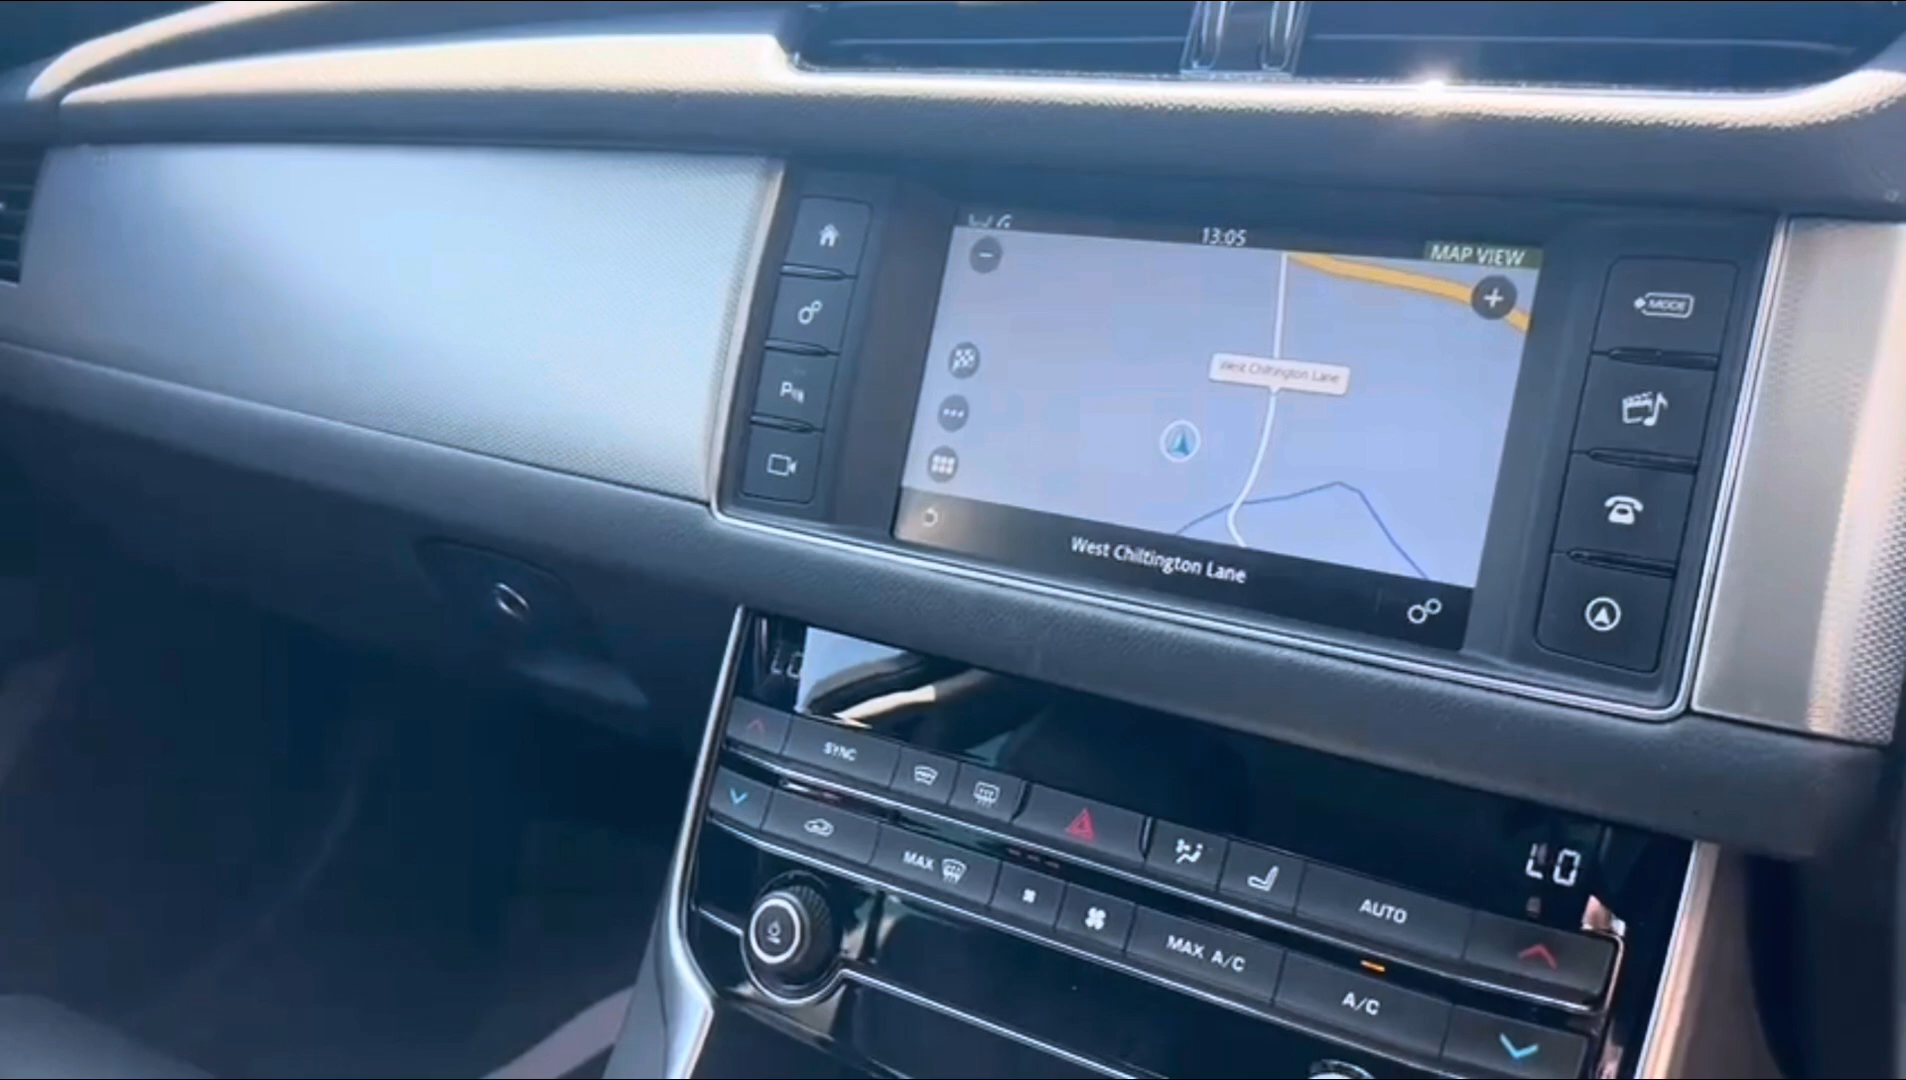 13:05
MAP VIEW
MODE
West Chiltington Lane
West Chiltington Lane
LO
SYNC
MAX
LO
AUTO
MAX A/C
A/C